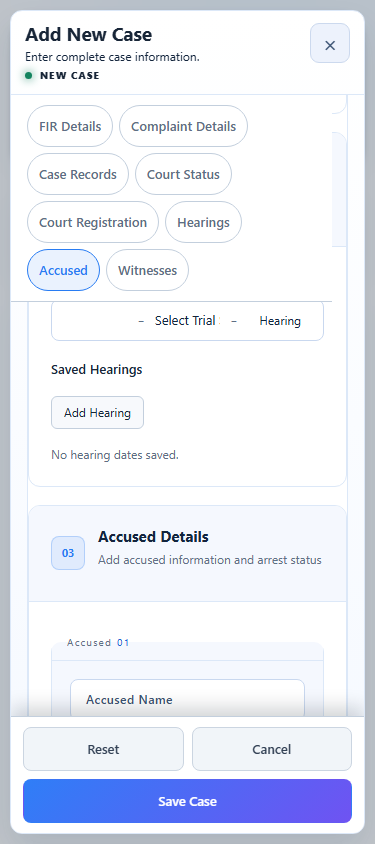 Add New Case
Enter complete case information.
NEW CASE
×
FIR Details
Complaint Details
Case Records
Court Status
Court Registration
Hearings
Accused
Witnesses
– Select Trial – Hearing
Saved Hearings
Add Hearing
No hearing dates saved.
03
Accused Details
Add accused information and arrest status
Accused 01
Accused Name
Reset
Cancel
Save Case